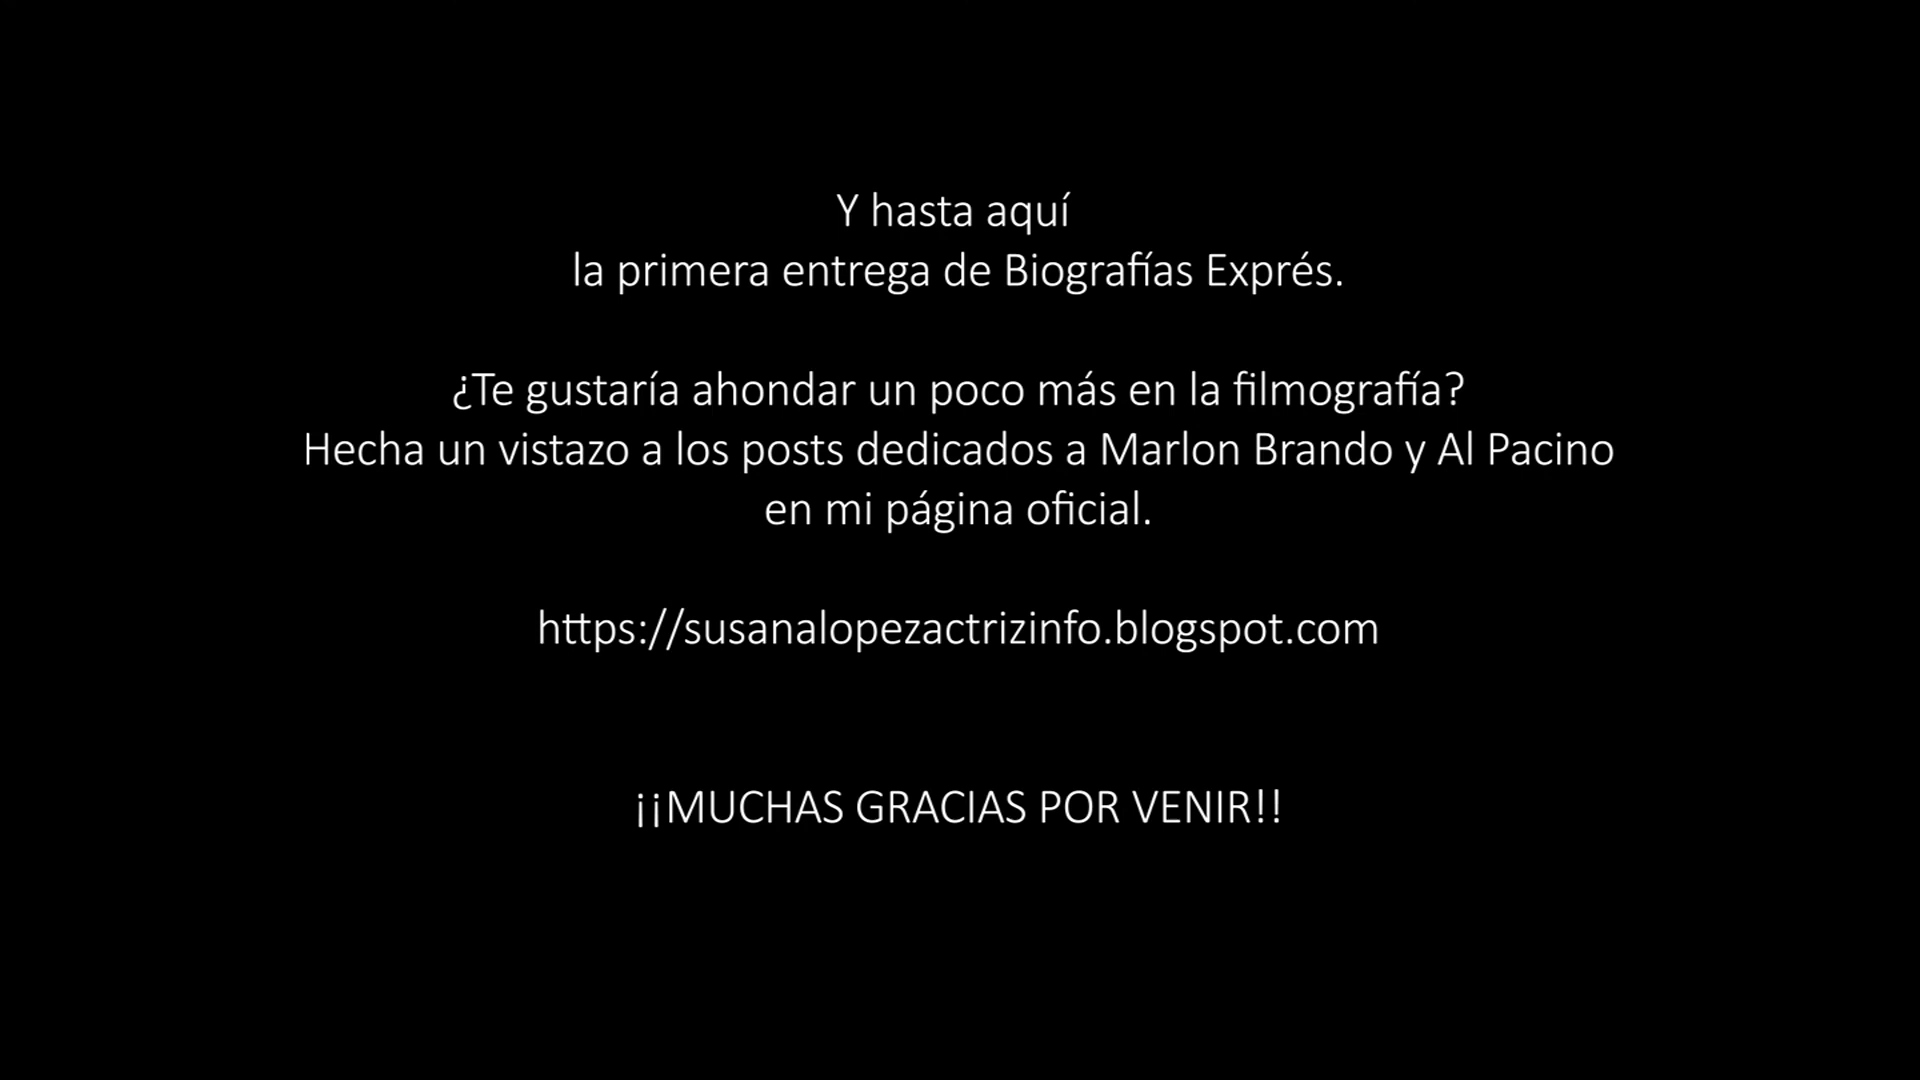 Y hasta aquí
la primera entrega de Biografías Exprés.
¿Te gustaría ahondar un poco más en la filmografía?
Hecha un vistazo a los posts dedicados a Marlon Brando y Al Pacino
en mi página oficial.
https://susanalopezactrizinfo.blogspot.com
¡¡MUCHAS GRACIAS POR VENIR!!